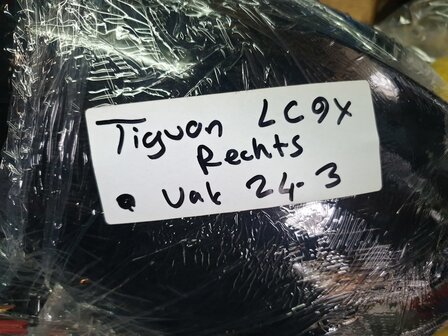 Tiguan LC9X
Rechts
• Vak 24-3